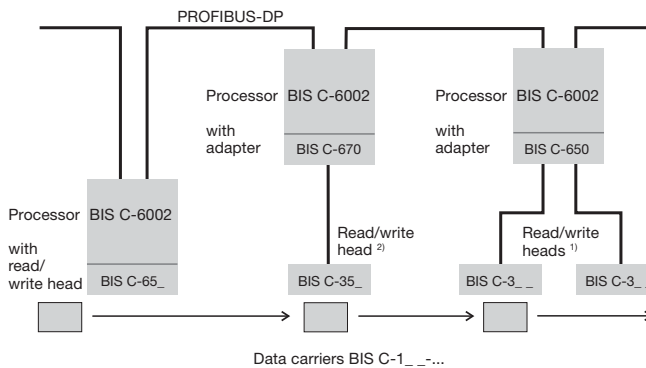 PROFIBUS-DP
Processor
BIS C-6002
with
adapter
BIS C-670
Processor
BIS C-6002
with
adapter
BIS C-650
Processor
BIS C-6002
with
read/
write head
BIS C-65_
Read/write
head 2)
BIS C-35_
Read/write
heads 1)
BIS C-3_ _
BIS C-3_ _
Data carriers BIS C-1_ _-...